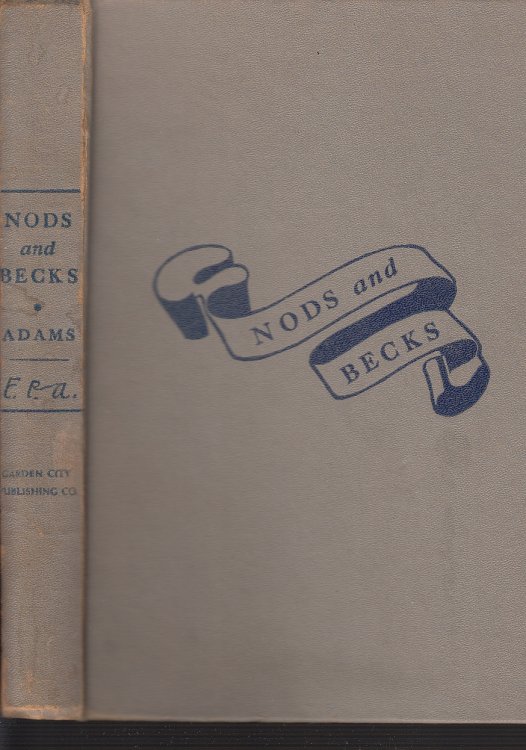 NODS
and
BECKS
ADAMS
F. P. A.
GARDEN CITY
PUBLISHING CO.
NODS and
BECKS